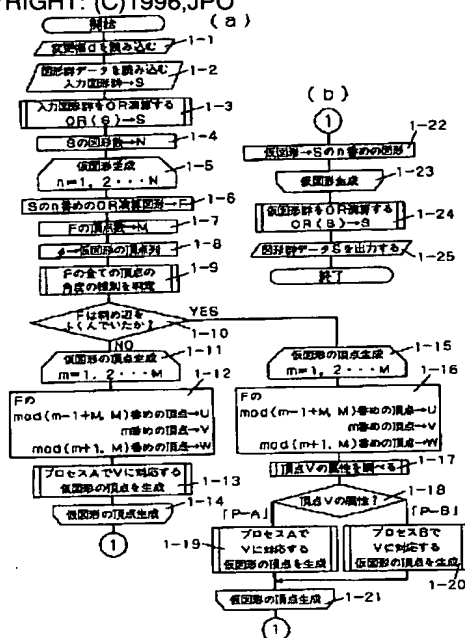 RIGHT: (C)1996,JPO
(a)
開始
1-1
変更幅dを読み込む
1-2
図形群データを読み込む
入力図形群→S
1-3
入力図形群をOR演算する
OR(S)→S
1-4
Sの図形数→N
1-5
仮図形生成
n=1, 2・・・N
1-6
Sのn番めのOR演算図形→F
1-7
Fの頂点数→M
1-8
φ→仮図形の頂点列
1-9
Fの全ての頂点の
角度の種別を判定
Fは斜め辺を
ふくんでいたか?
1-10
YES
NO
1-11
仮図形の頂点生成
m=1, 2・・・M
1-12
Fの
mod(m-1+M, M)番めの頂点→U
m番めの頂点→V
mod(m+1, M)番めの頂点→W
プロセスAでVに対応する
仮図形の頂点を生成
1-13
1-14
仮図形の頂点生成
1
1-15
仮図形の頂点生成
m=1, 2・・・M
1-16
Fの
mod(m-1+M, M)番めの頂点→U
m番めの頂点→V
mod(m+1, M)番めの頂点→W
1-17
頂点Vの属性を調べる
1-18
頂点Vの属性?
「P-A」
「P-B」
1-19
プロセスAで
Vに対応する
仮図形の頂点を生成
プロセスBで
Vに対応する
仮図形の頂点を生成
1-20
仮図形の頂点生成
1-21
1
(b)
1
1-22
仮図形→Sのn番めの図形
1-23
仮図形生成
仮図形群をOR演算する
OR(B)→S
1-24
1-25
図形群データSを出力する
終了